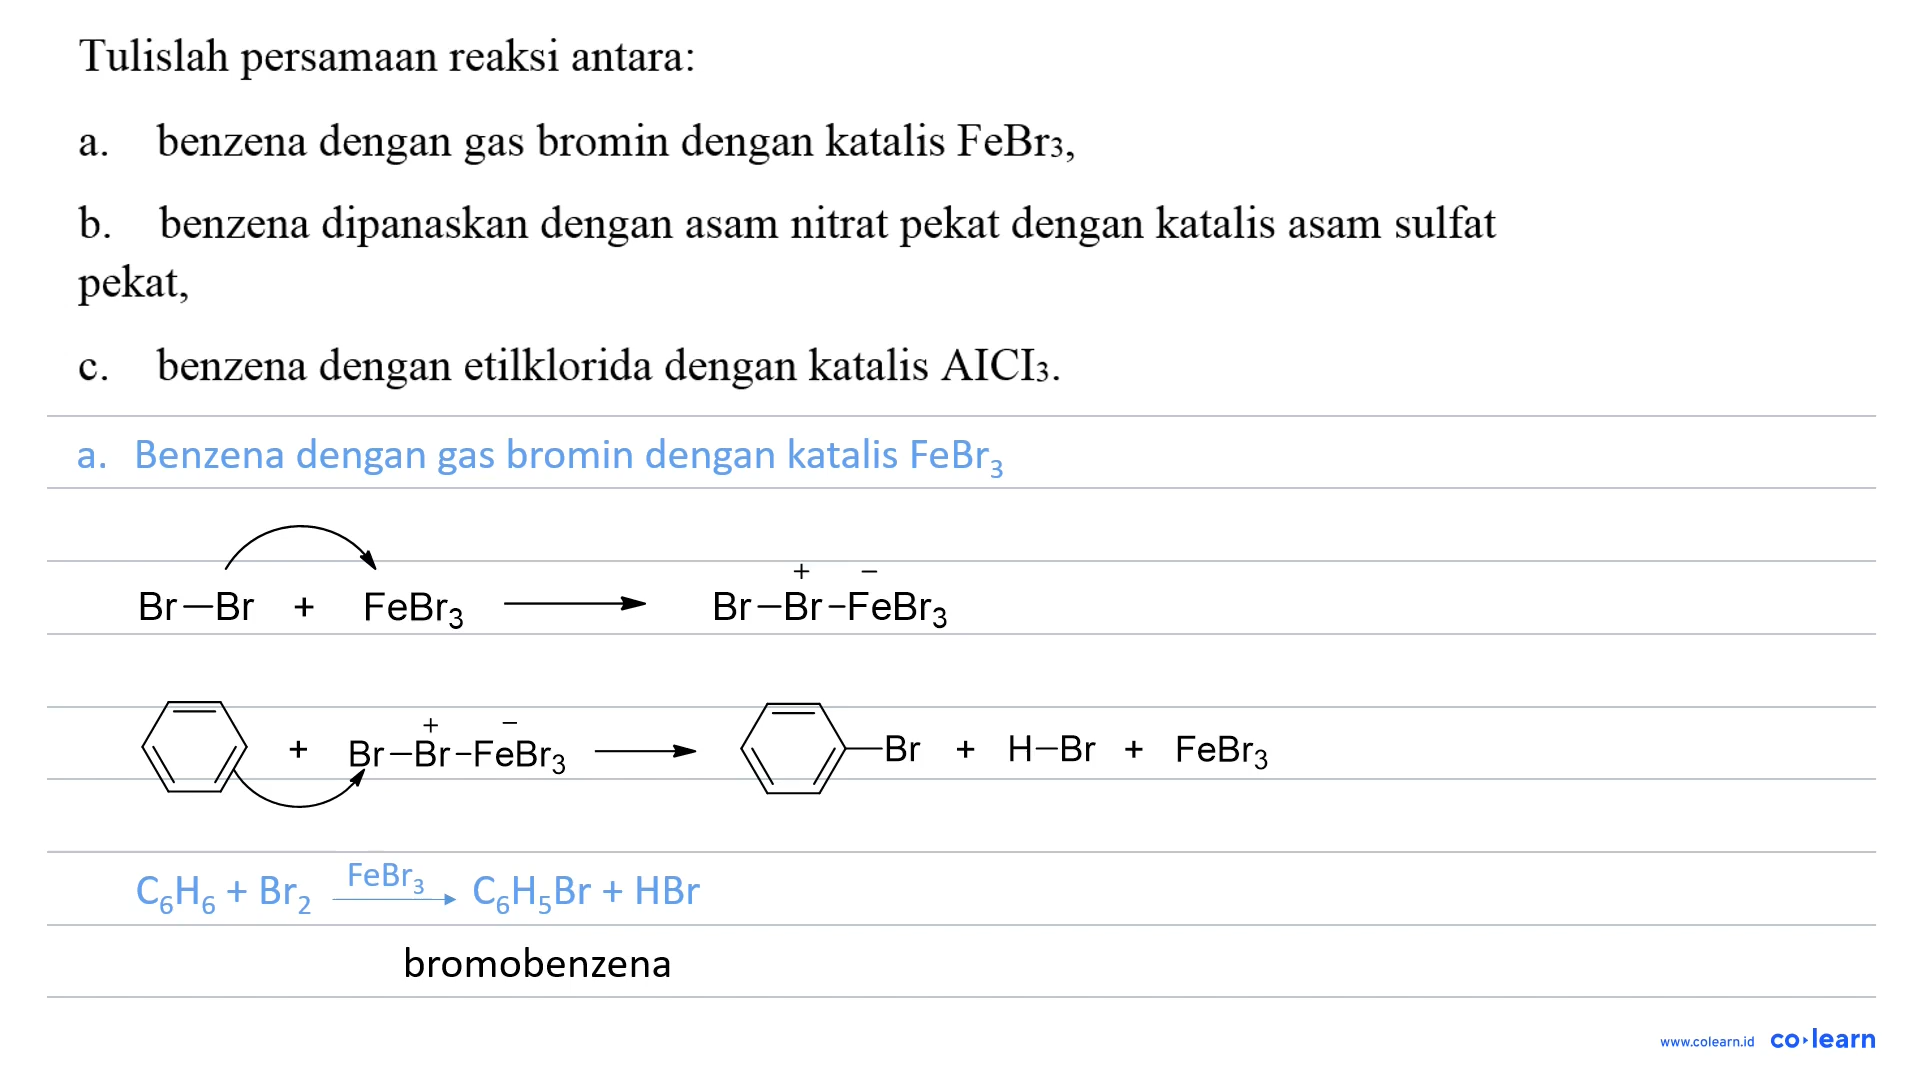 Tulislah persamaan reaksi antara:
a. benzena dengan gas bromin dengan katalis FeBr₃,
b. benzena dipanaskan dengan asam nitrat pekat dengan katalis asam sulfat
pekat,
c. benzena dengan etilklorida dengan katalis AICI₃.
a. Benzena dengan gas bromin dengan katalis FeBr₃
+ −
Br−Br + FeBr₃ Br−Br−FeBr₃
+ −
+ Br−Br−FeBr₃ Br + H−Br + FeBr₃
FeBr₃
C₆H₆ + Br₂ C₆H₅Br + HBr
bromobenzena
www.colearn.id co▸learn